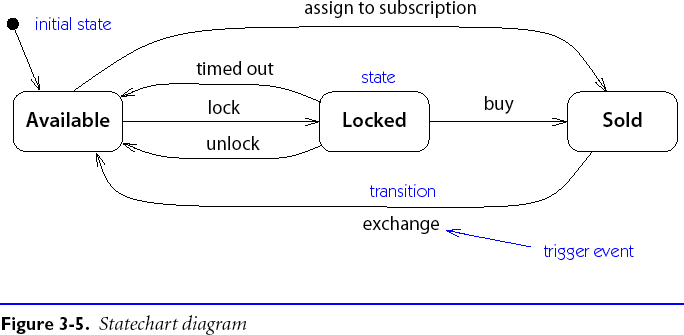 assign to subscription
initial state
timed out
state
Available
lock
Locked
buy
Sold
unlock
transition
exchange
trigger event
Figure 3-5. Statechart diagram